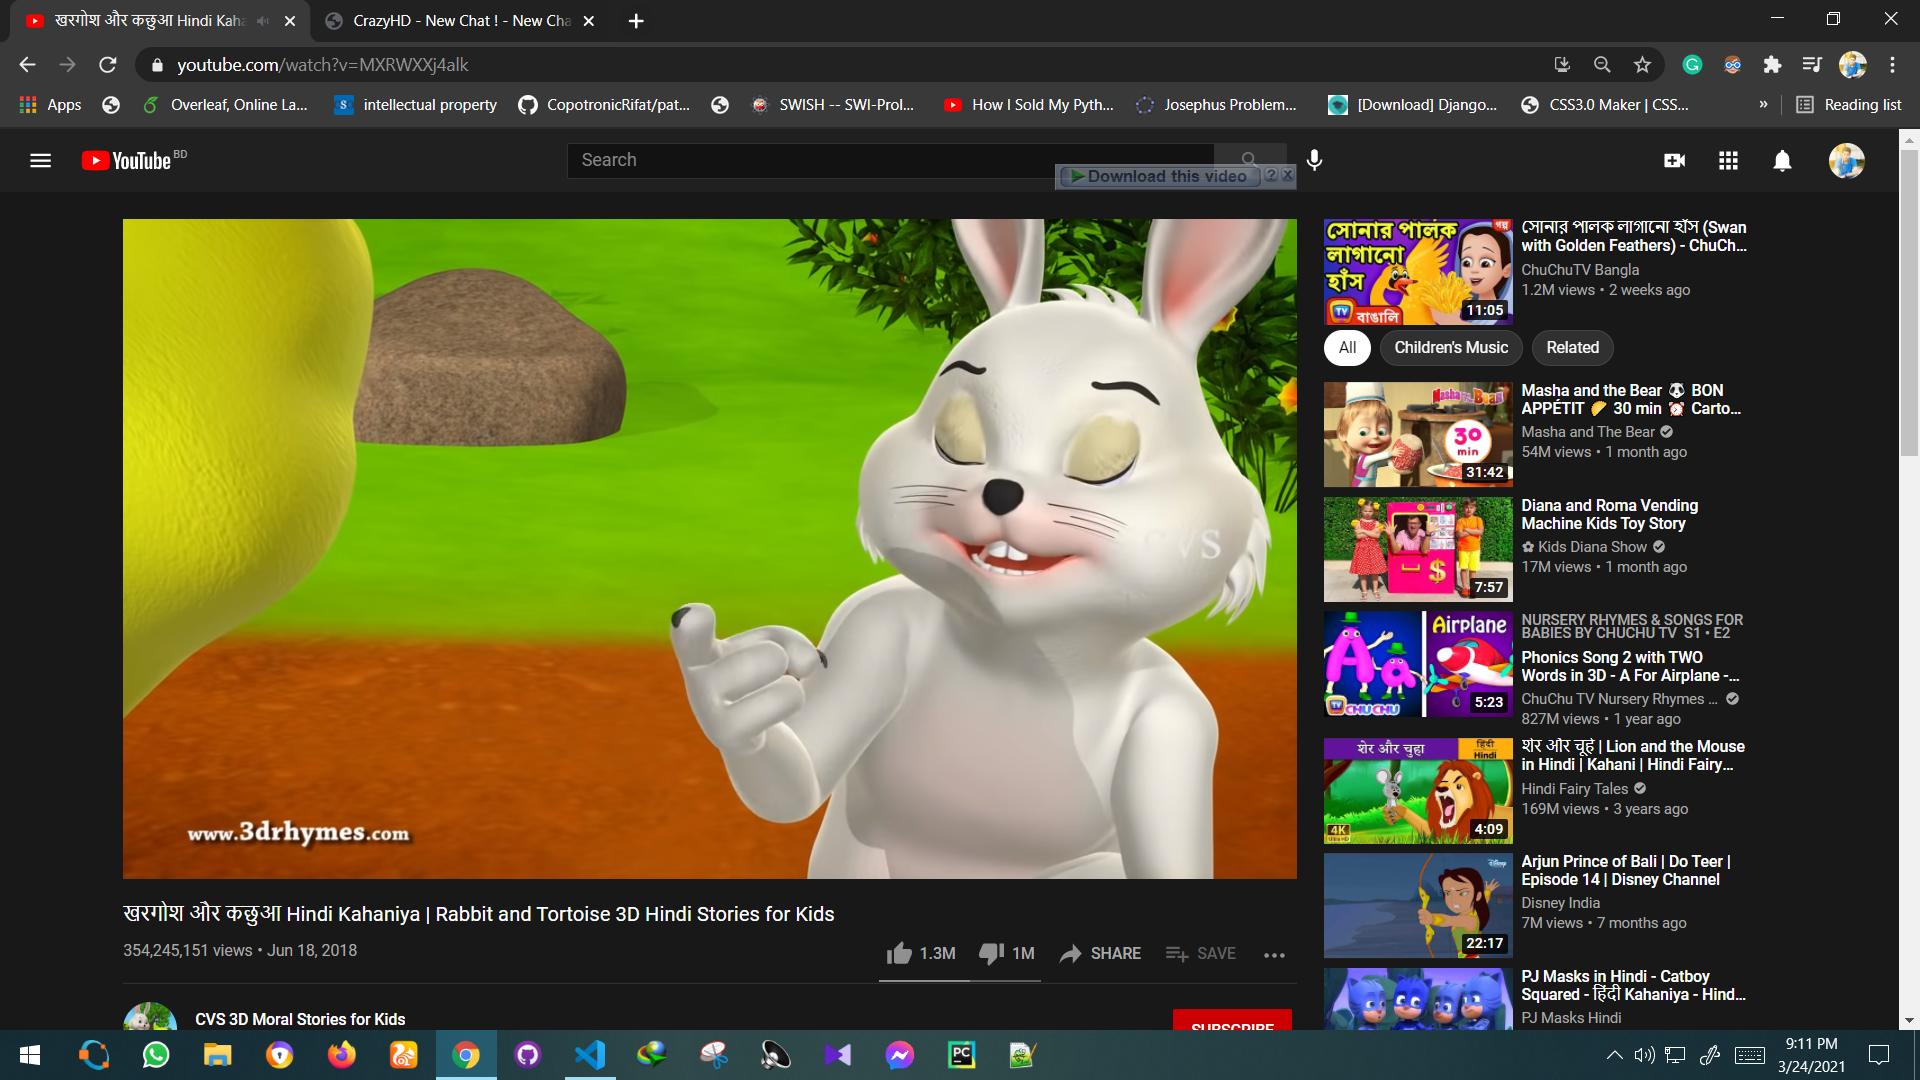 खरगोश और कछुआ Hindi Kaha
CrazyHD - New Chat ! - New Cha
youtube.com/watch?v=MXRWXXj4alk
Apps
Overleaf, Online La...
intellectual property
CopotronicRifat/pat...
SWISH -- SWI-Prol...
How I Sold My Pyth...
Josephus Problem...
[Download] Django...
CSS3.0 Maker | CSS...
»
Reading list
YouTube BD
Search
Download this video ? X
CVS
www.3drhymes.com
খোনার পালক লাগানো হাঁস (Swan
with Golden Feathers) - ChuCh...
ChuChuTV Bangla
1.2M views • 2 weeks ago
সোনার পালক
লাগানো
হাঁস
গল্প
TV বাঙালি
11:05
All
Children's Music
Related
Masha and the Bear
30
min
31:42
Masha and the Bear 🐼 BON
APPÉTIT 🥟 30 min ⏰ Carto...
Masha and The Bear
54M views • 1 month ago
$
7:57
Diana and Roma Vending
Machine Kids Toy Story
✿ Kids Diana Show
17M views • 1 month ago
Airplane
TV CHUCHU
5:23
NURSERY RHYMES & SONGS FOR
BABIES BY CHUCHU TV S1 • E2
Phonics Song 2 with TWO
Words in 3D - A For Airplane -...
ChuChu TV Nursery Rhymes ...
827M views • 1 year ago
शेर और चुहा
हिंदी
Hindi
4K
4:09
शेर और चूहे | Lion and the Mouse
in Hindi | Kahani | Hindi Fairy...
Hindi Fairy Tales
169M views • 3 years ago
Disney
22:17
Arjun Prince of Bali | Do Teer |
Episode 14 | Disney Channel
Disney India
7M views • 7 months ago
PJ Masks in Hindi - Catboy
Squared - हिंदी Kahaniya - Hind...
PJ Masks Hindi
खरगोश और कछुआ Hindi Kahaniya | Rabbit and Tortoise 3D Hindi Stories for Kids
354,245,151 views • Jun 18, 2018
1.3M
1M
SHARE
SAVE
CVS 3D Moral Stories for Kids
SUBSCRIBE
PC
9:11 PM
3/24/2021